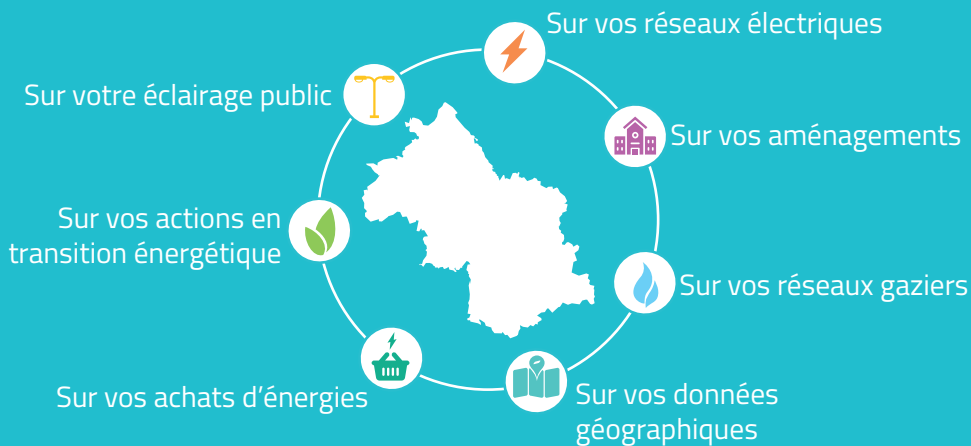 Sur vos réseaux électriques
Sur votre éclairage public
Sur vos aménagements
Sur vos actions en
transition énergétique
Sur vos réseaux gaziers
Sur vos achats d’énergies
Sur vos données
géographiques